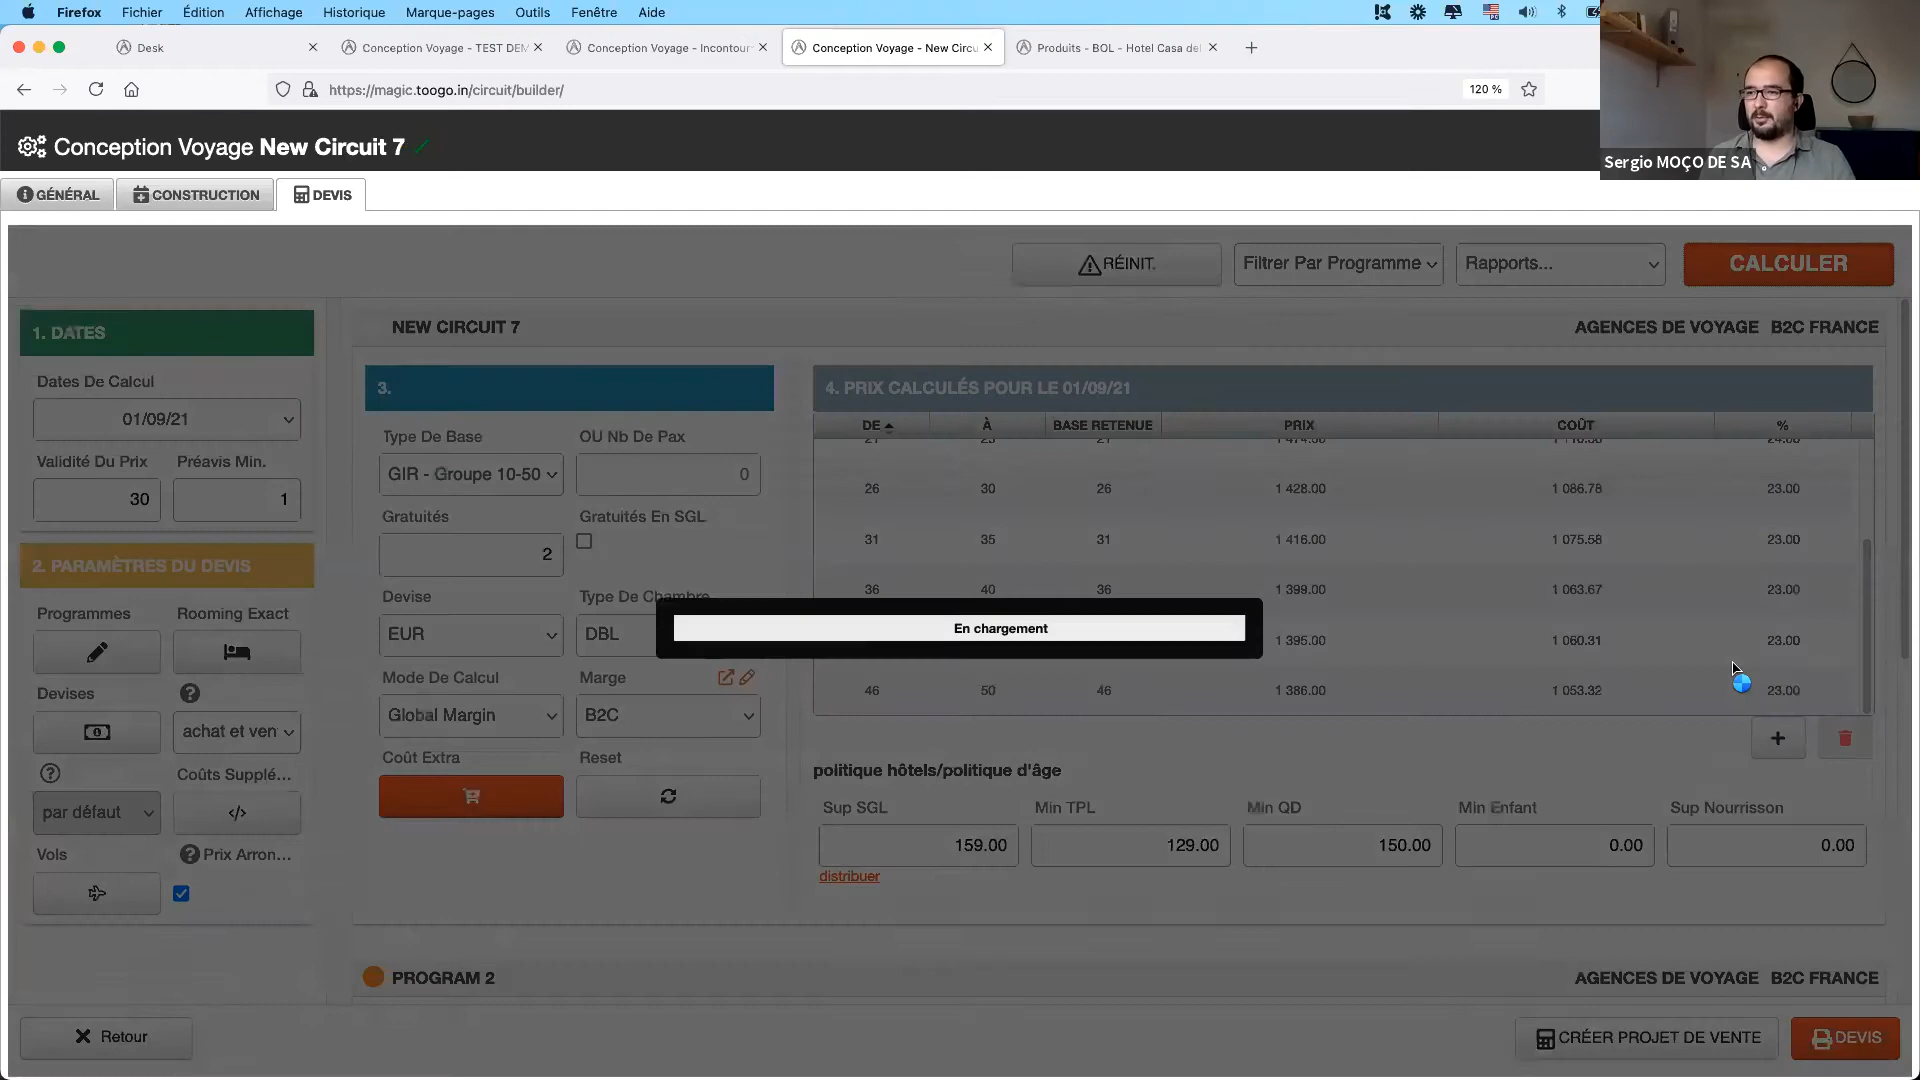 Firefox Fichier Édition Affichage Historique Marque-pages Outils Fenêtre Aide
Desk
Conception Voyage - TEST DEM
Conception Voyage - Incontour
Conception Voyage - New Circu
Produits - BOL - Hotel Casa del
https://magic.toogo.in/circuit/builder/
120 %
Conception Voyage New Circuit 7
Sergio MOÇO DE SA
GÉNÉRAL CONSTRUCTION DEVIS
RÉINIT. Filtrer Par Programme Rapports... CALCULER
1. DATES
Dates De Calcul
01/09/21
Validité Du Prix Préavis Min.
30 1
2. PARAMÈTRES DU DEVIS
Programmes Rooming Exact
Devises
achat et ven
Coûts Supplé...
par défaut
Vols Prix Arron...
NEW CIRCUIT 7 AGENCES DE VOYAGE B2C FRANCE
3.
Type De Base OU Nb De Pax
GIR - Groupe 10-50 0
Gratuités Gratuités En SGL
2
Devise Type De Chambre
EUR DBL
Mode De Calcul Marge
Global Margin B2C
Coût Extra Reset
4. PRIX CALCULÉS POUR LE 01/09/21
DE À BASE RETENUE PRIX COÛT %
26 30 26 1 428.00 1 086.78 23.00
31 35 31 1 416.00 1 075.58 23.00
36 40 36 1 399.00 1 063.67 23.00
En chargement
1 395.00 1 060.31 23.00
46 50 46 1 386.00 1 053.32 23.00
politique hôtels/politique d'âge
Sup SGL Min TPL Min QD Min Enfant Sup Nourrisson
159.00 129.00 150.00 0.00 0.00
distribuer
PROGRAM 2 AGENCES DE VOYAGE B2C FRANCE
Retour CRÉER PROJET DE VENTE DEVIS